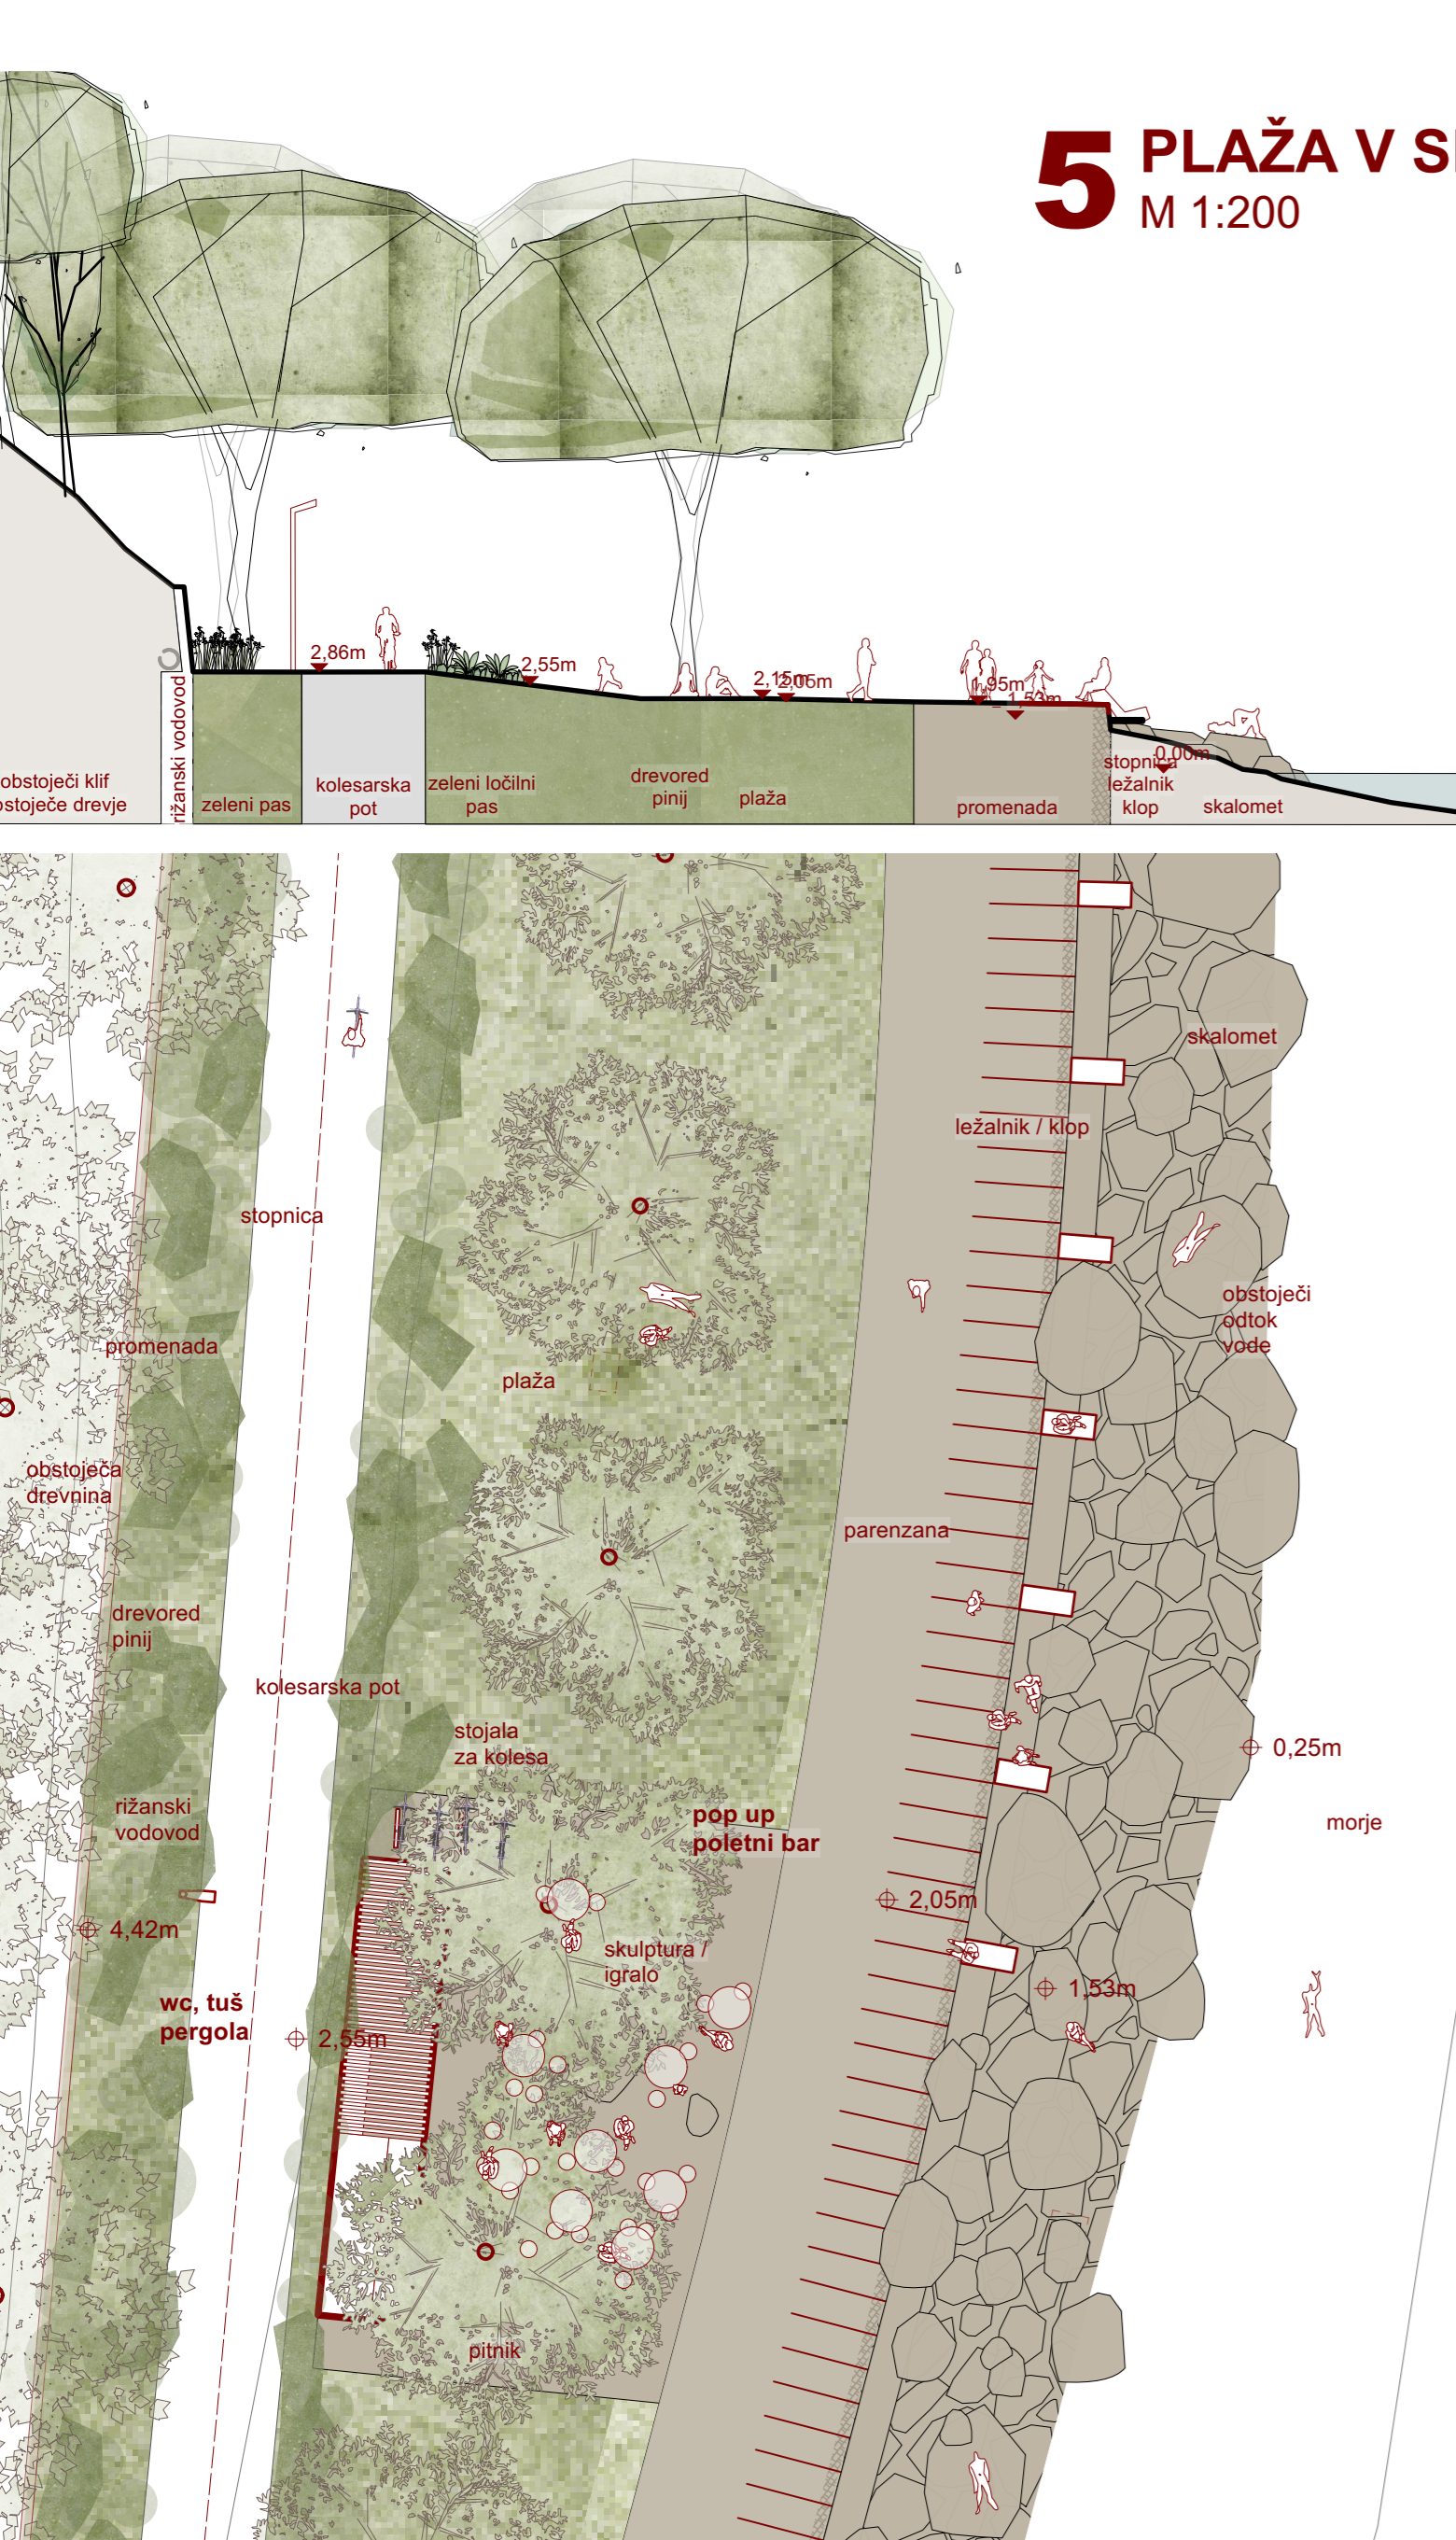 5 PLAŽA V
M 1:200
2,86m
2,55m
2,15m
2,05m
1,95m
1,53m
0,00m
obstoječi klif
obstoječe drevje
rižanski vodovod
zeleni pas
kolesarska
pot
zeleni ločilni
pas
drevored
pinij
plaža
promenada
stopnica
ležalnik
klop
skalomet
skalomet
ležalnik / klop
stopnica
obstoječi
odtok
vode
promenada
plaža
obstoječa
drevnina
parenzana
drevored
pinij
kolesarska pot
stojala
za kolesa
0,25m
rižanski
vodovod
pop up
poletni bar
morje
2,05m
4,42m
skulptura /
igralo
1,53m
wc, tuš
pergola
2,55m
pitnik